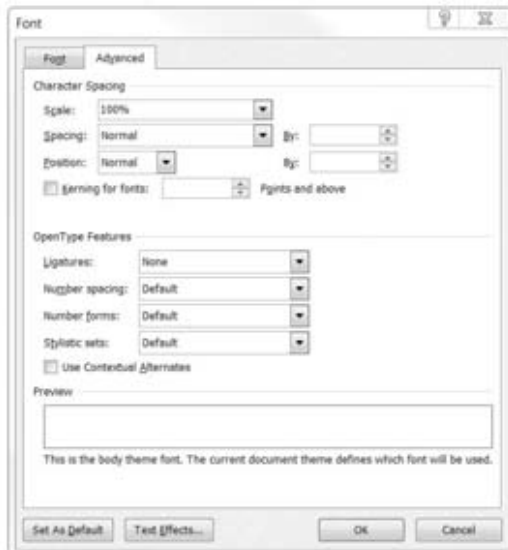 Font
Font Advanced
Character Spacing
Scale: 100%
Spacing: Normal By:
Position: Normal By:
Kerning for fonts: Points and above
OpenType Features
Ligatures: None
Number spacing: Default
Number forms: Default
Stylistic sets: Default
Use Contextual Alternates
Preview
This is the body theme font. The current document theme defines which font will be used.
Set As Default Text Effects... OK Cancel